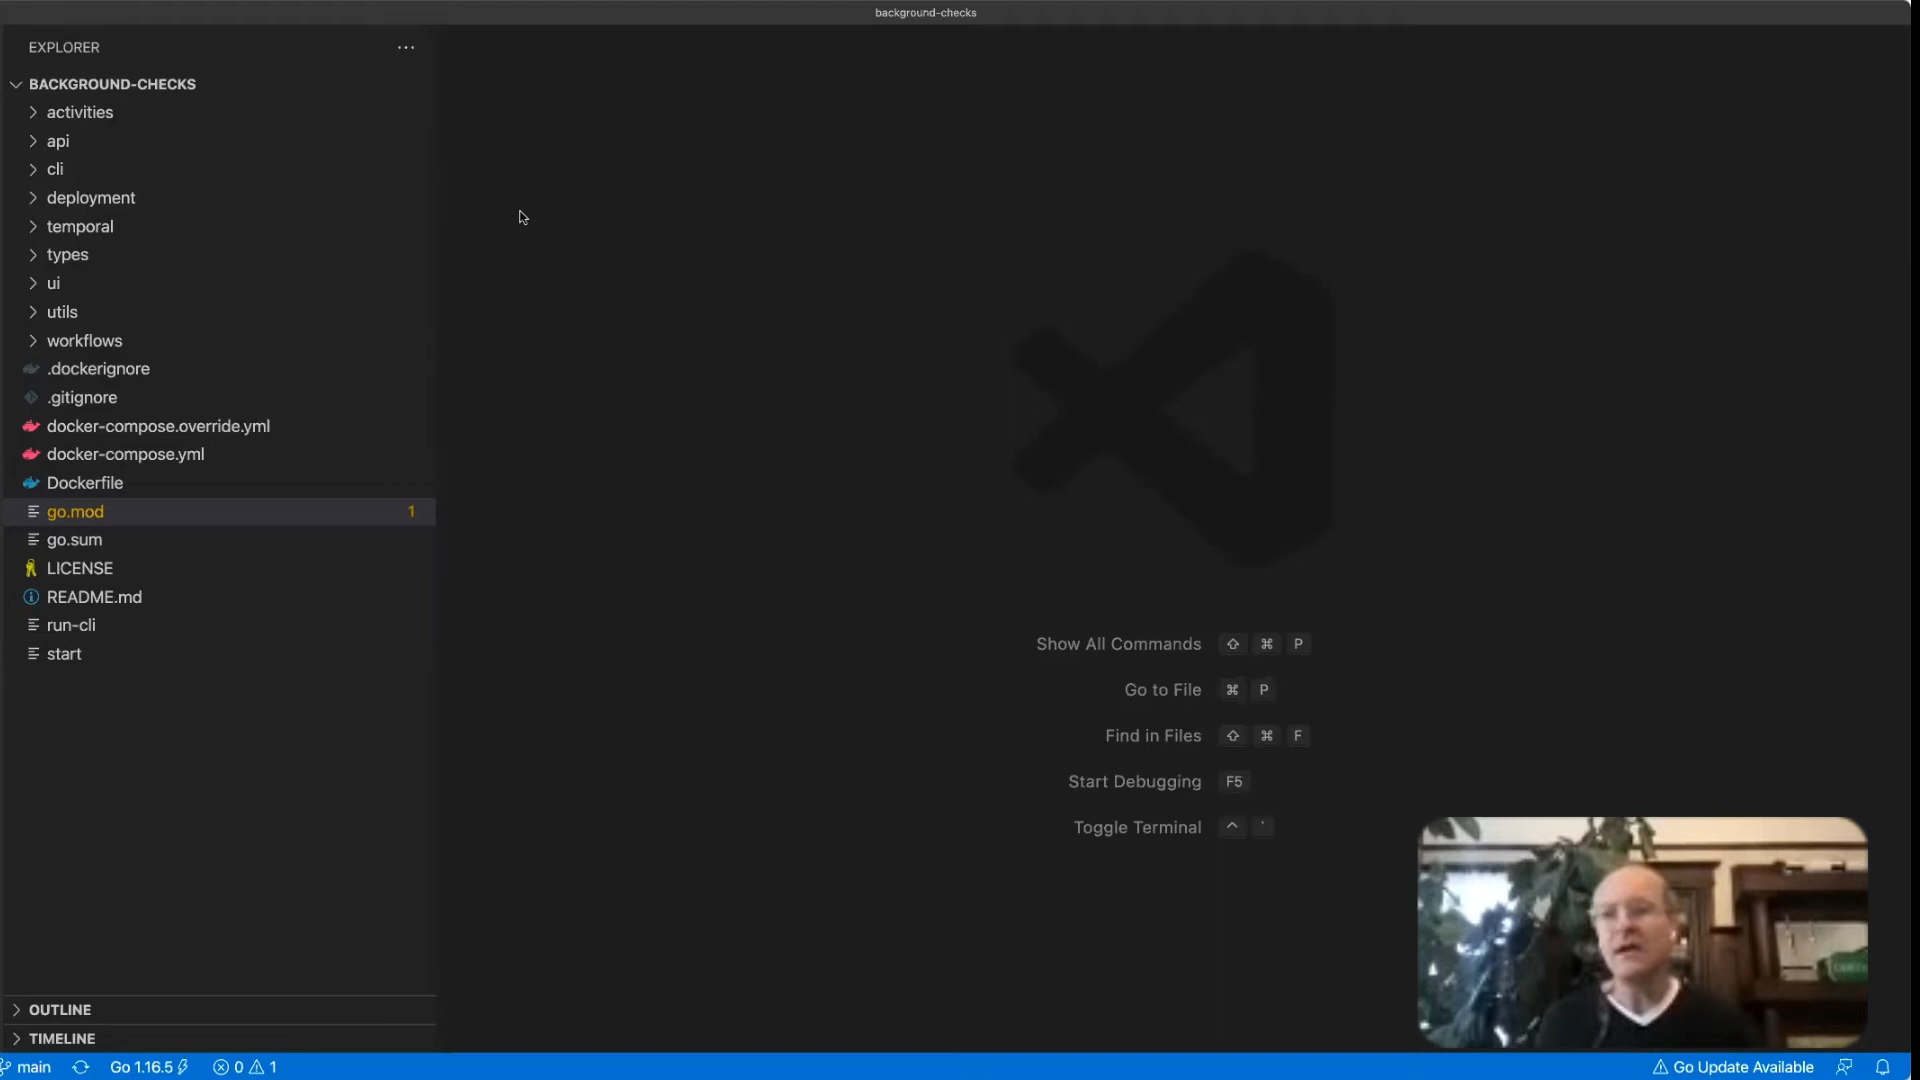 background-checks
EXPLORER
BACKGROUND-CHECKS
activities
api
cli
deployment
temporal
types
ui
utils
workflows
.dockerignore
.gitignore
docker-compose.override.yml
docker-compose.yml
Dockerfile
go.mod 1
go.sum
LICENSE
README.md
run-cli
start
Show All Commands ⇧ ⌘ P
Go to File ⌘ P
Find in Files ⇧ ⌘ F
Start Debugging F5
Toggle Terminal ^ `
OUTLINE
TIMELINE
main Go 1.16.5 0 1 Go Update Available